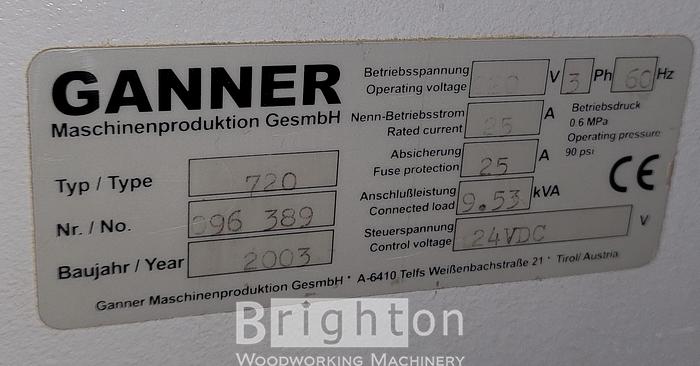 GANNER
Maschinenproduktion GesmbH
Typ / Type 720
Nr. / No. 96 389
Baujahr / Year 2003
Betriebsspannung
Operating voltage V 3 Ph 60 Hz
Nenn-Betriebsstrom
Rated current 25 A
Absicherung
Fuse protection 25 A
Anschlußleistung
Connected load 9.53 kVA
Steuerspannung
Control voltage 24VDC V
Betriebsdruck
0.6 MPa
Operating pressure
90 psi
CE
Ganner Maschinenproduktion GesmbH * A-6410 Telfs Weißenbachstraße 21 * Tirol/ Austria
Brighton
WOODWORKING MACHINERY